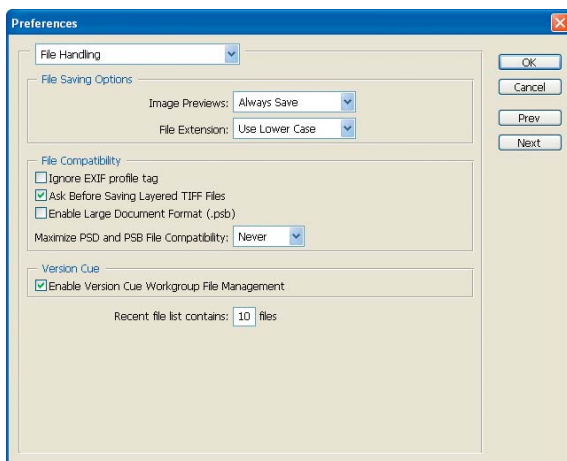 Preferences
File Handling
OK
Cancel
Prev
Next
File Saving Options
Image Previews: Always Save
File Extension: Use Lower Case
File Compatibility
Ignore EXIF profile tag
Ask Before Saving Layered TIFF Files
Enable Large Document Format (.psb)
Maximize PSD and PSB File Compatibility: Never
Version Cue
Enable Version Cue Workgroup File Management
Recent file list contains: 10 files